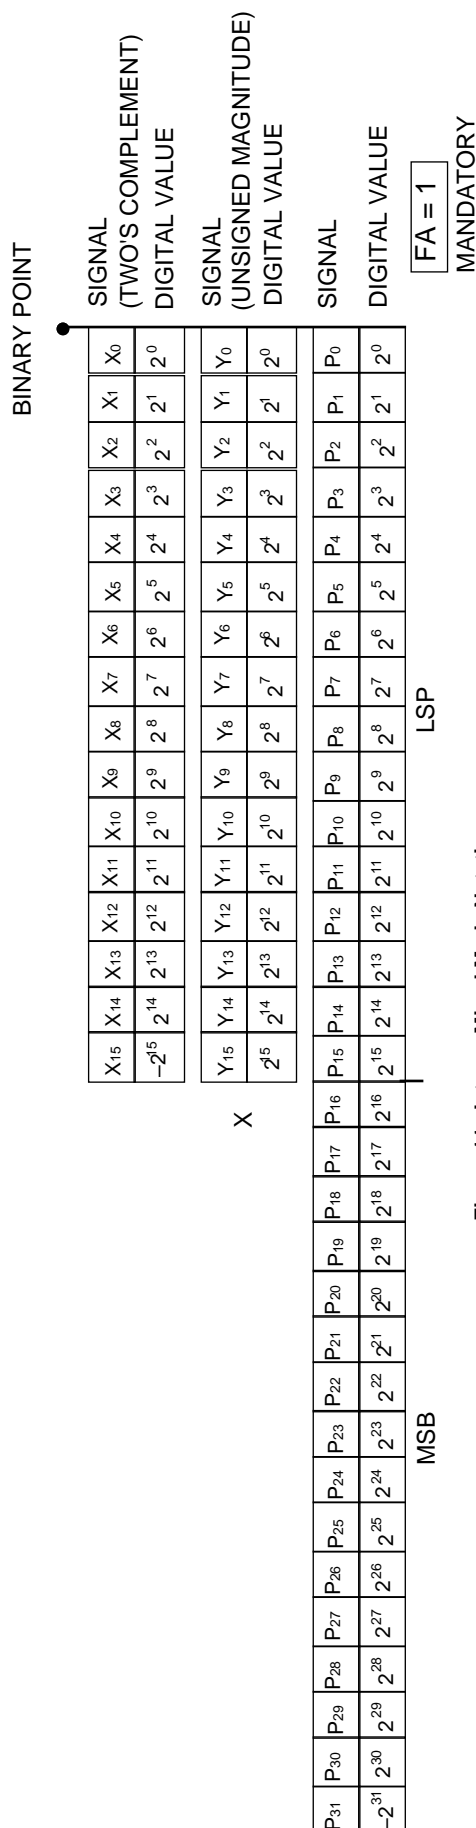 BINARY POINT
X15 X14 X13 X12 X11 X10 X9 X8 X7 X6 X5 X4 X3 X2 X1 X0 SIGNAL
(TWO'S COMPLEMENT)
–2^15 2^14 2^13 2^12 2^11 2^10 2^9 2^8 2^7 2^6 2^5 2^4 2^3 2^2 2^1 2^0 DIGITAL VALUE
X
Y15 Y14 Y13 Y12 Y11 Y10 Y9 Y8 Y7 Y6 Y5 Y4 Y3 Y2 Y1 Y0 SIGNAL
(UNSIGNED MAGNITUDE)
2^15 2^14 2^13 2^12 2^11 2^10 2^9 2^8 2^7 2^6 2^5 2^4 2^3 2^2 2^1 2^0 DIGITAL VALUE
P31 P30 P29 P28 P27 P26 P25 P24 P23 P22 P21 P20 P19 P18 P17 P16 P15 P14 P13 P12 P11 P10 P9 P8 P7 P6 P5 P4 P3 P2 P1 P0 SIGNAL
–2^31 2^30 2^29 2^28 2^27 2^26 2^25 2^24 2^23 2^22 2^21 2^20 2^19 2^18 2^17 2^16 2^15 2^14 2^13 2^12 2^11 2^10 2^9 2^8 2^7 2^6 2^5 2^4 2^3 2^2 2^1 2^0 DIGITAL VALUE
MSB LSP FA = 1
MANDATORY